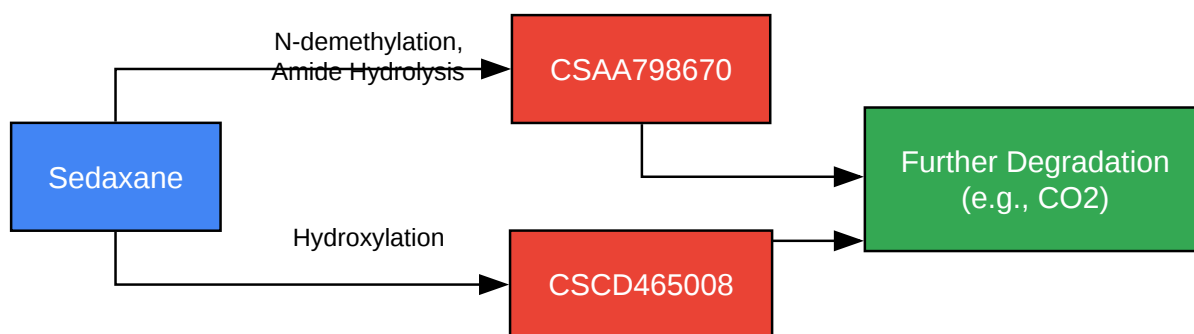 N-demethylation,
Amide Hydrolysis
CSAA798670
Sedaxane
Further Degradation
(e.g., CO2)
Hydroxylation
CSCD465008